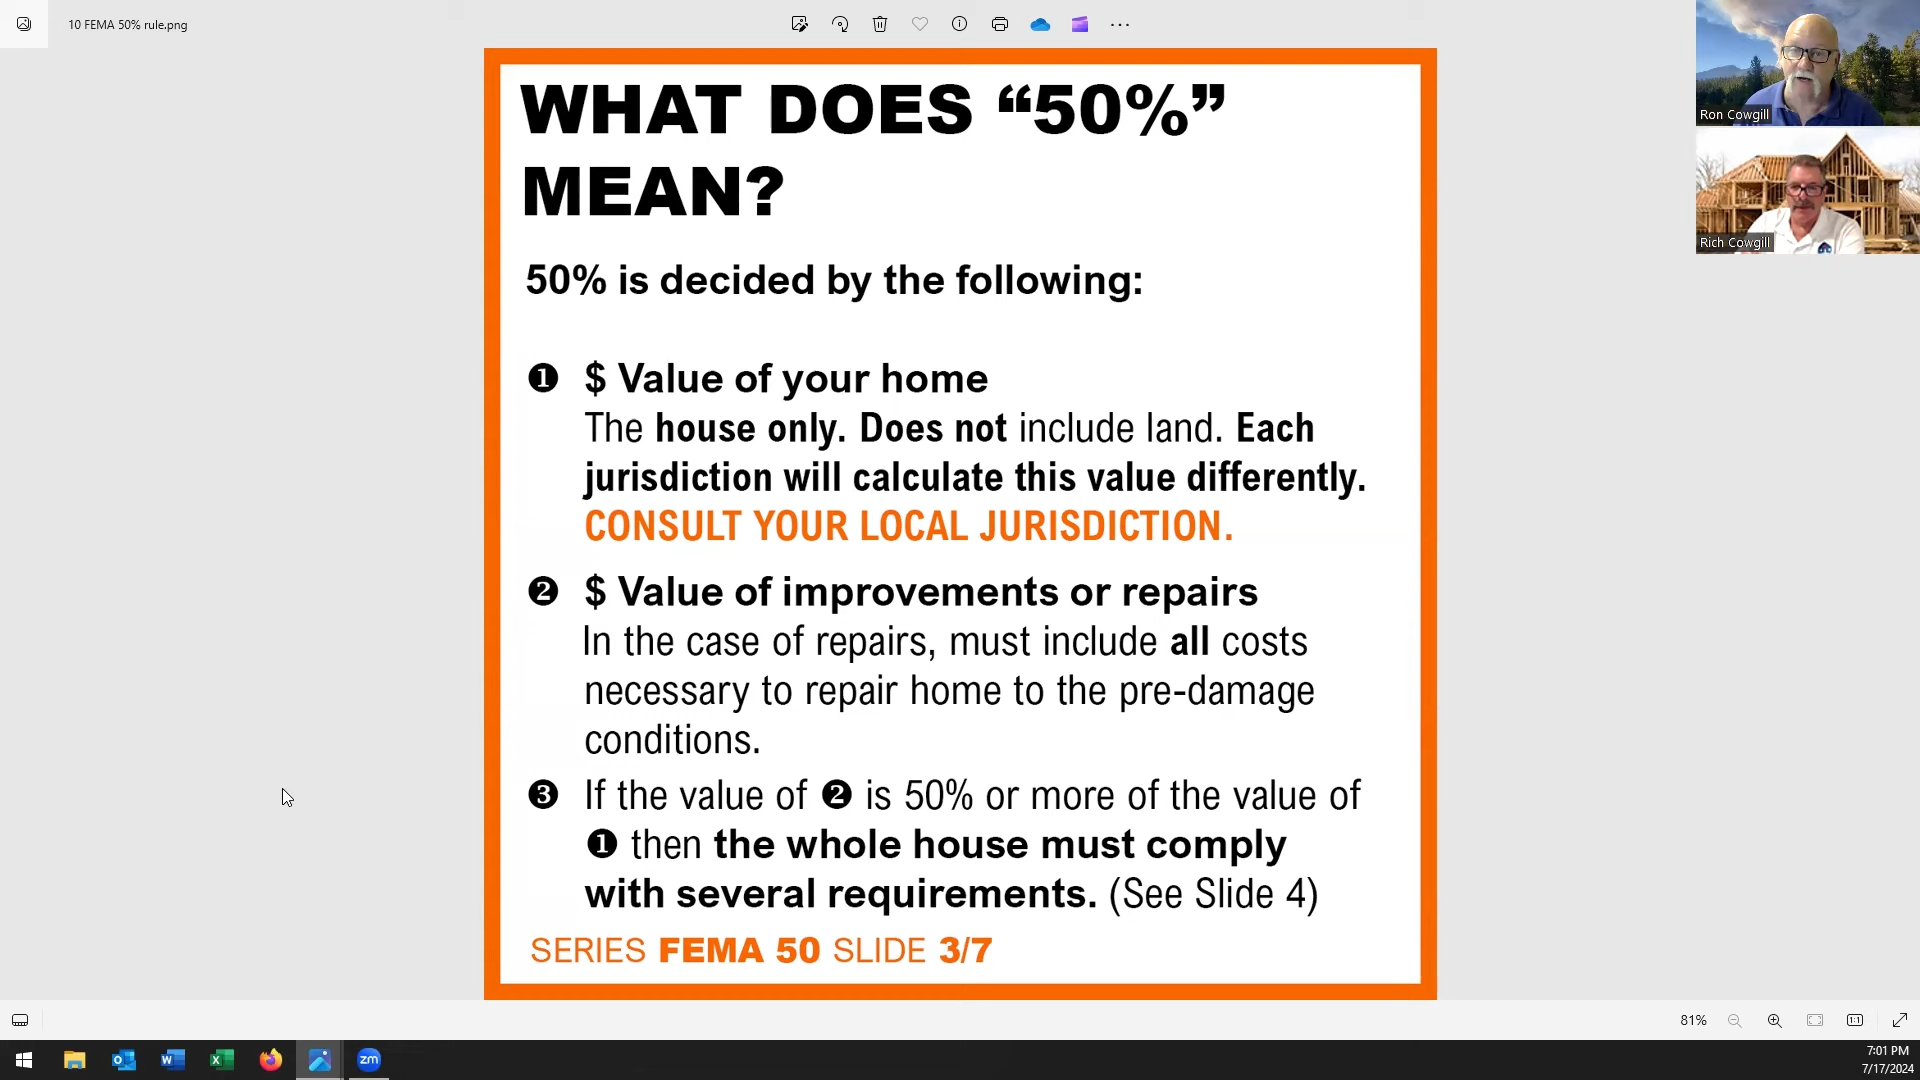 10 FEMA 50% rule.png
Ron Cowgill
Rich Cowgill
WHAT DOES “50%”
MEAN?
50% is decided by the following:
❶ $ Value of your home
The house only. Does not include land. Each
jurisdiction will calculate this value differently.
CONSULT YOUR LOCAL JURISDICTION.
❷ $ Value of improvements or repairs
In the case of repairs, must include all costs
necessary to repair home to the pre-damage
conditions.
❸ If the value of ❷ is 50% or more of the value of
❶ then the whole house must comply
with several requirements. (See Slide 4)
SERIES FEMA 50 SLIDE 3/7
81%
1:1
zm
7:01 PM
7/17/2024